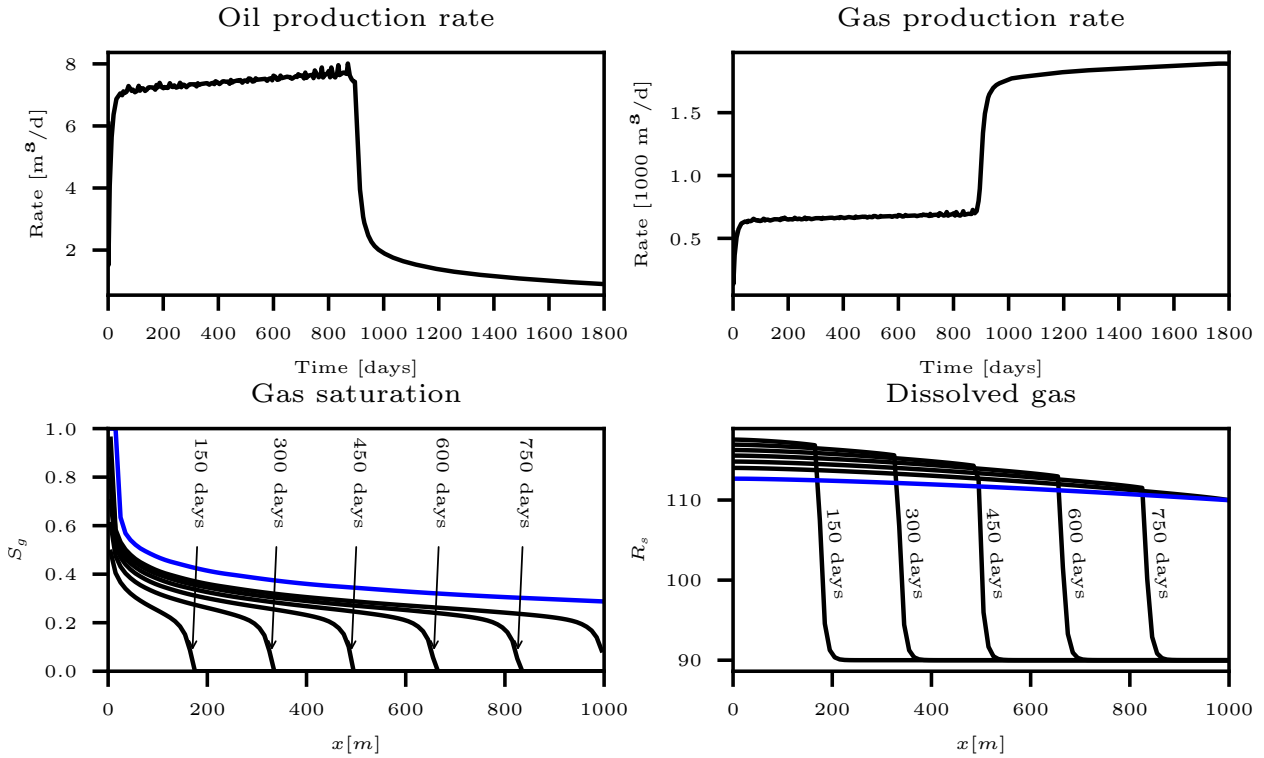 Oil production rate
Rate [m³/d]
8
6
4
2
0 200 400 600 800 1000 1200 1400 1600 1800
Time [days]
Gas production rate
Rate [1000 m³/d]
1.5
1.0
0.5
0 200 400 600 800 1000 1200 1400 1600 1800
Time [days]
Gas saturation
S_g
1.0
0.8
0.6
0.4
0.2
0.0
150 days
300 days
450 days
600 days
750 days
0 200 400 600 800 1000
x[m]
Dissolved gas
R_s
110
100
90
150 days
300 days
450 days
600 days
750 days
0 200 400 600 800 1000
x[m]